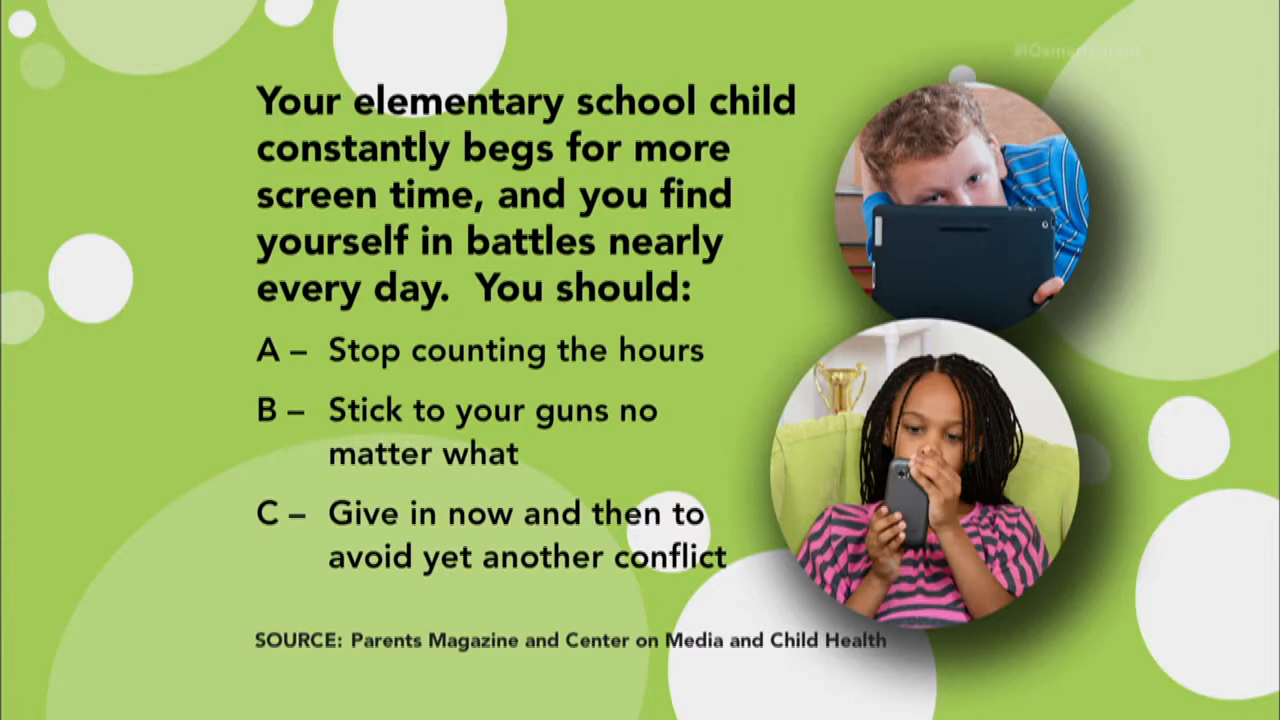 Your elementary school child
constantly begs for more
screen time, and you find
yourself in battles nearly
every day.  You should:
A –  Stop counting the hours
B –  Stick to your guns no
matter what
C –  Give in now and then to
avoid yet another conflict
SOURCE: Parents Magazine and Center on Media and Child Health